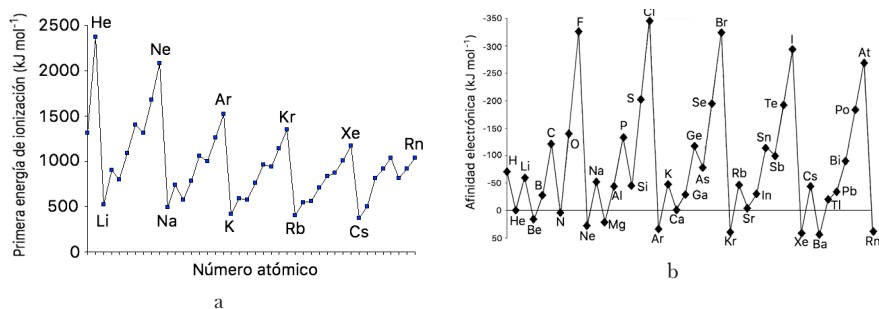 Primera energía de ionización (kJ mol⁻¹)
2500
2000
1500
1000
500
0
He
Ne
Ar
Kr
Xe
Rn
Li
Na
K
Rb
Cs
Número atómico
a
Afinidad electrónica (kJ mol⁻¹)
-350
-300
-250
-200
-150
-100
-50
0
50
H
He
Li
Be
B
C
N
O
F
Ne
Na
Mg
Al
Si
P
S
Cl
Ar
K
Ca
Ga
Ge
As
Se
Br
Kr
Rb
Sr
In
Sn
Sb
Te
I
Xe
Cs
Ba
Tl
Pb
Bi
Po
At
Rn
b